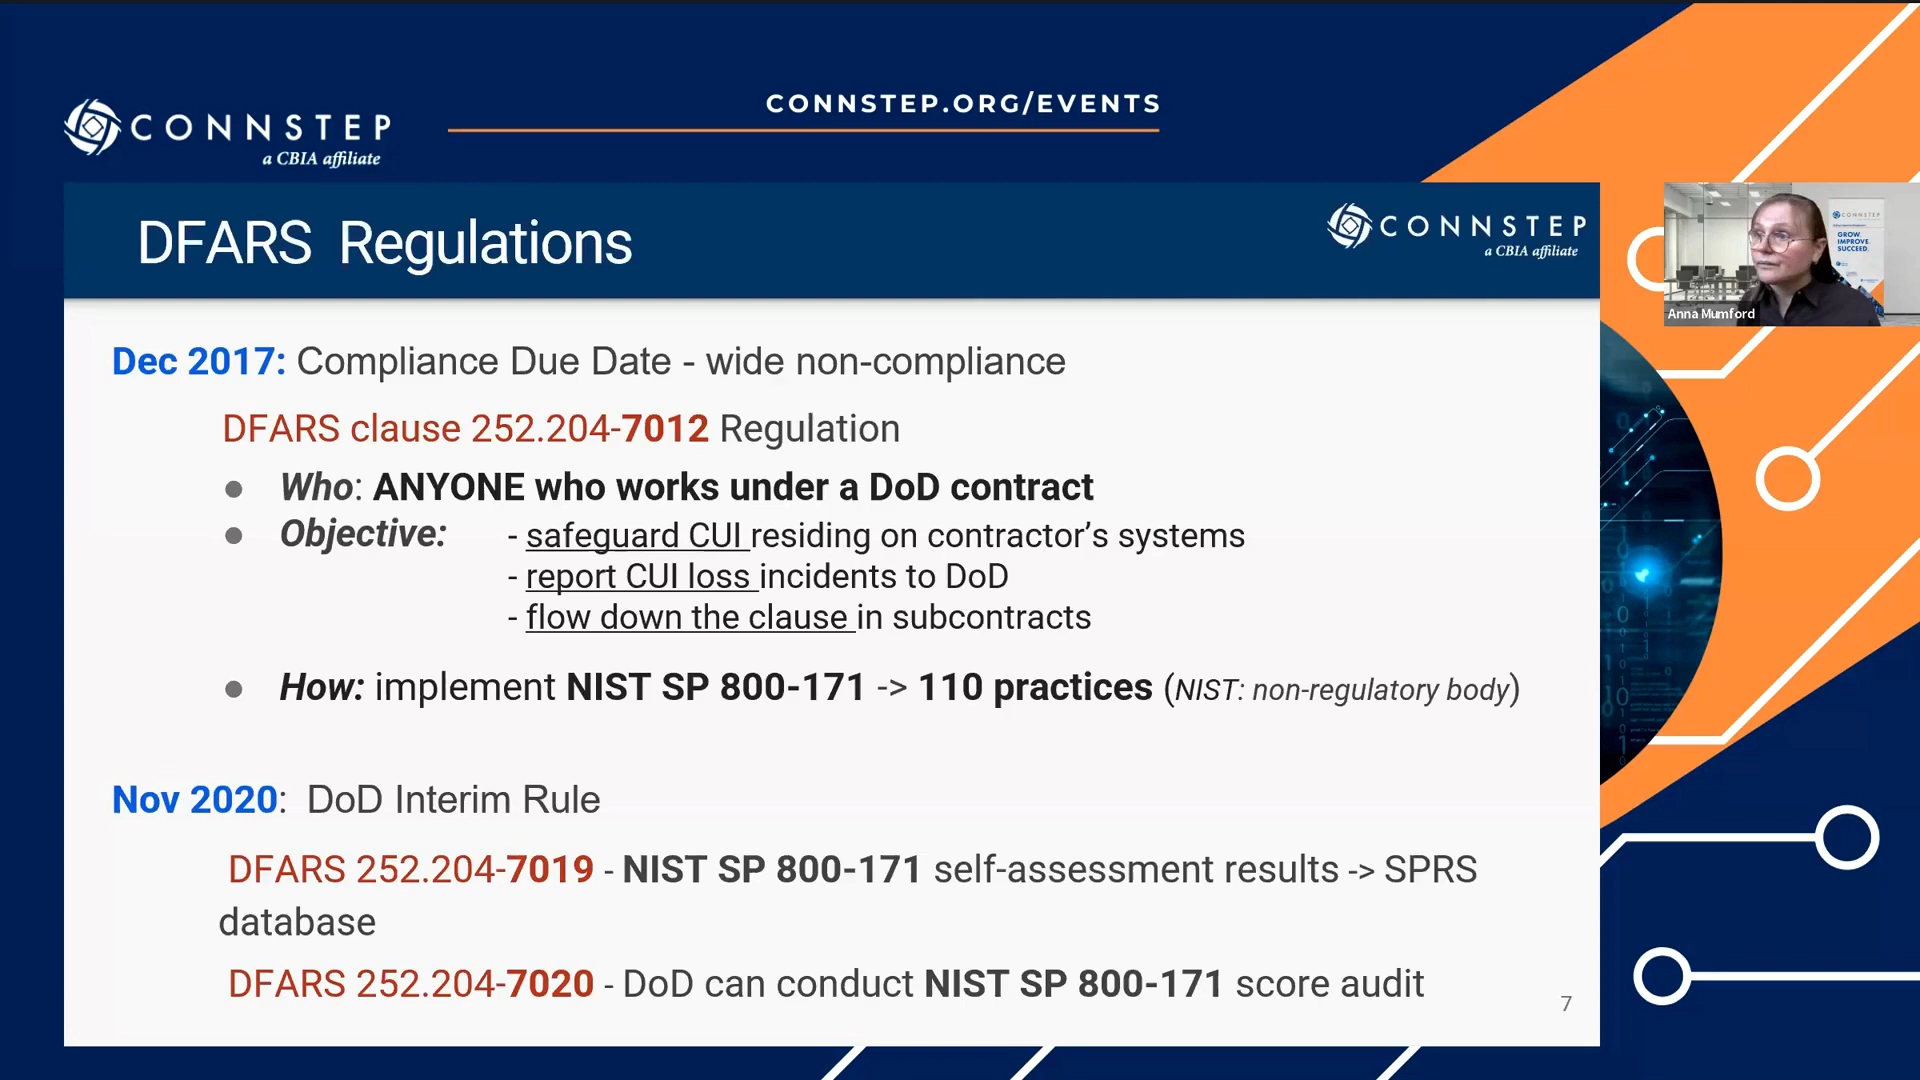 CONNSTEP.ORG/EVENTS
CONNSTEP
a CBIA affiliate
DFARS Regulations
CONNSTEP
a CBIA affiliate
CONNSTEP
GROW.
IMPROVE.
SUCCEED.
Anna Mumford
Dec 2017: Compliance Due Date - wide non-compliance
DFARS clause 252.204-7012 Regulation
● Who: ANYONE who works under a DoD contract
● Objective: - safeguard CUI residing on contractor’s systems
- report CUI loss incidents to DoD
- flow down the clause in subcontracts
● How: implement NIST SP 800-171 -> 110 practices (NIST: non-regulatory body)
Nov 2020: DoD Interim Rule
DFARS 252.204-7019 - NIST SP 800-171 self-assessment results -> SPRS
database
DFARS 252.204-7020 - DoD can conduct NIST SP 800-171 score audit
7